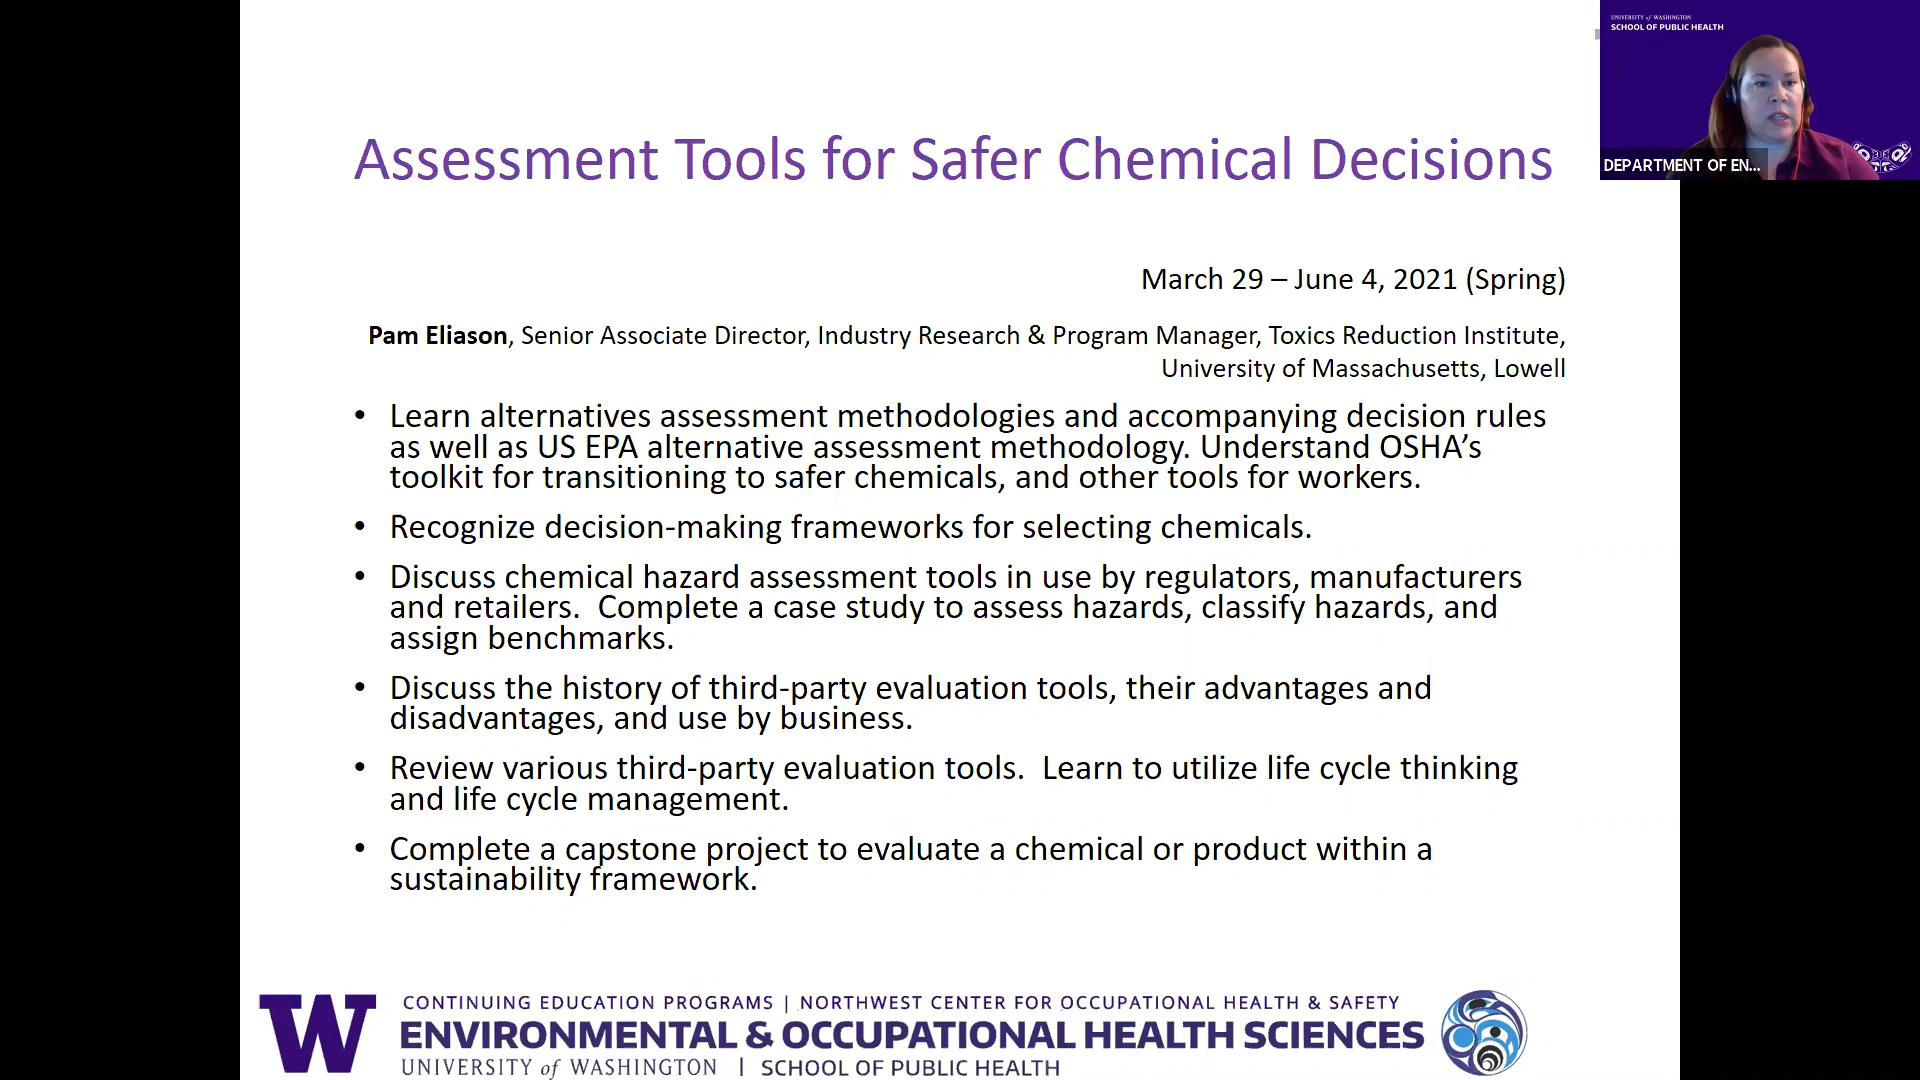 UNIVERSITY of WASHINGTON
SCHOOL OF PUBLIC HEALTH
DEPARTMENT OF EN...
Assessment Tools for Safer Chemical Decisions
March 29 – June 4, 2021 (Spring)
Pam Eliason, Senior Associate Director, Industry Research & Program Manager, Toxics Reduction Institute,
University of Massachusetts, Lowell
• Learn alternatives assessment methodologies and accompanying decision rules
as well as US EPA alternative assessment methodology. Understand OSHA's
toolkit for transitioning to safer chemicals, and other tools for workers.
• Recognize decision-making frameworks for selecting chemicals.
• Discuss chemical hazard assessment tools in use by regulators, manufacturers
and retailers.  Complete a case study to assess hazards, classify hazards, and
assign benchmarks.
• Discuss the history of third-party evaluation tools, their advantages and
disadvantages, and use by business.
• Review various third-party evaluation tools.  Learn to utilize life cycle thinking
and life cycle management.
• Complete a capstone project to evaluate a chemical or product within a
sustainability framework.
W
CONTINUING EDUCATION PROGRAMS | NORTHWEST CENTER FOR OCCUPATIONAL HEALTH & SAFETY
ENVIRONMENTAL & OCCUPATIONAL HEALTH SCIENCES
UNIVERSITY of WASHINGTON | SCHOOL OF PUBLIC HEALTH